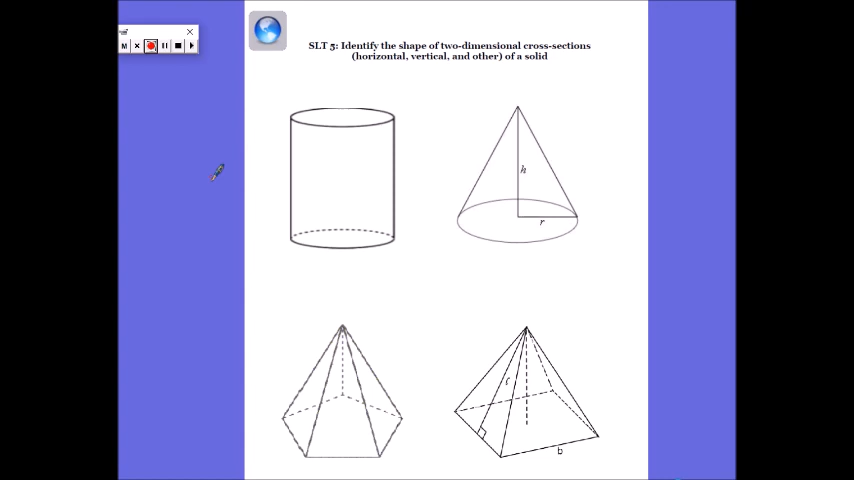 M
SLT 5: Identify the shape of two-dimensional cross-sections
(horizontal, vertical, and other) of a solid
h
r
b